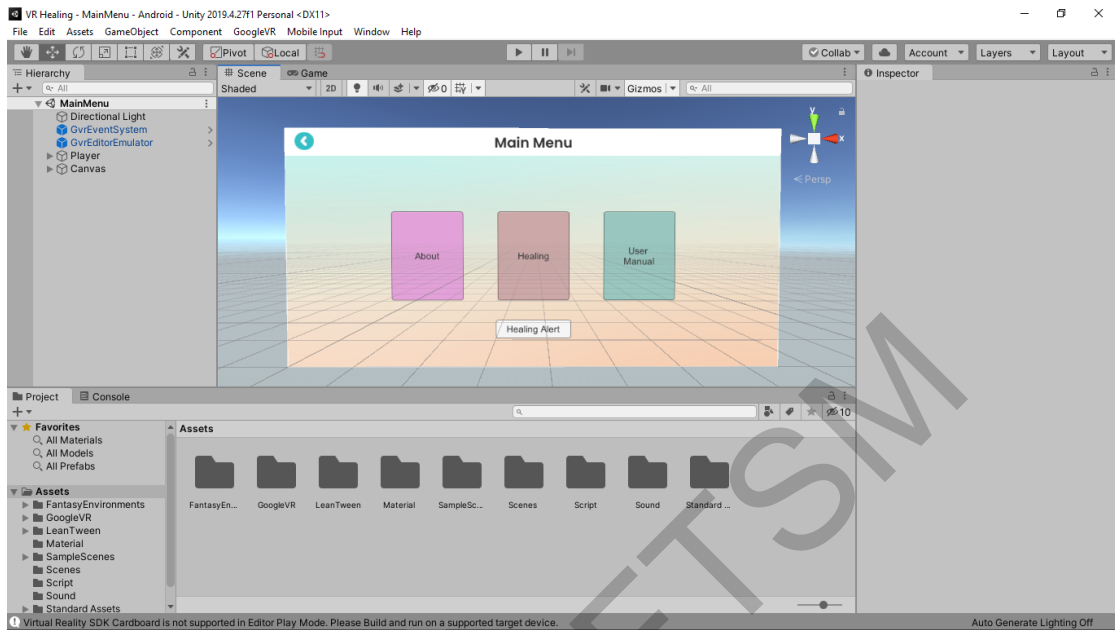 VR Healing - MainMenu - Android - Unity 2019.4.27f1 Personal <DX11>
File Edit Assets GameObject Component GoogleVR Mobile Input Window Help
Pivot Local Collab Account Layers Layout
Hierarchy
All
MainMenu
Directional Light
GvrEventSystem
GvrEditorEmulator
Player
Canvas
Scene Game
Shaded 2D 0 Gizmos All
y
x
Persp
Main Menu
About
Healing
User
Manual
Healing Alert
Inspector
Project Console
10
Favorites
All Materials
All Models
All Prefabs
Assets
FantasyEnvironments
GoogleVR
LeanTween
Material
SampleScenes
Scenes
Script
Sound
Standard Assets
Assets
FantasyEn... GoogleVR LeanTween Material SampleSc... Scenes Script Sound Standard ...
Virtual Reality SDK Cardboard is not supported in Editor Play Mode. Please Build and run on a supported target device.
Auto Generate Lighting Off